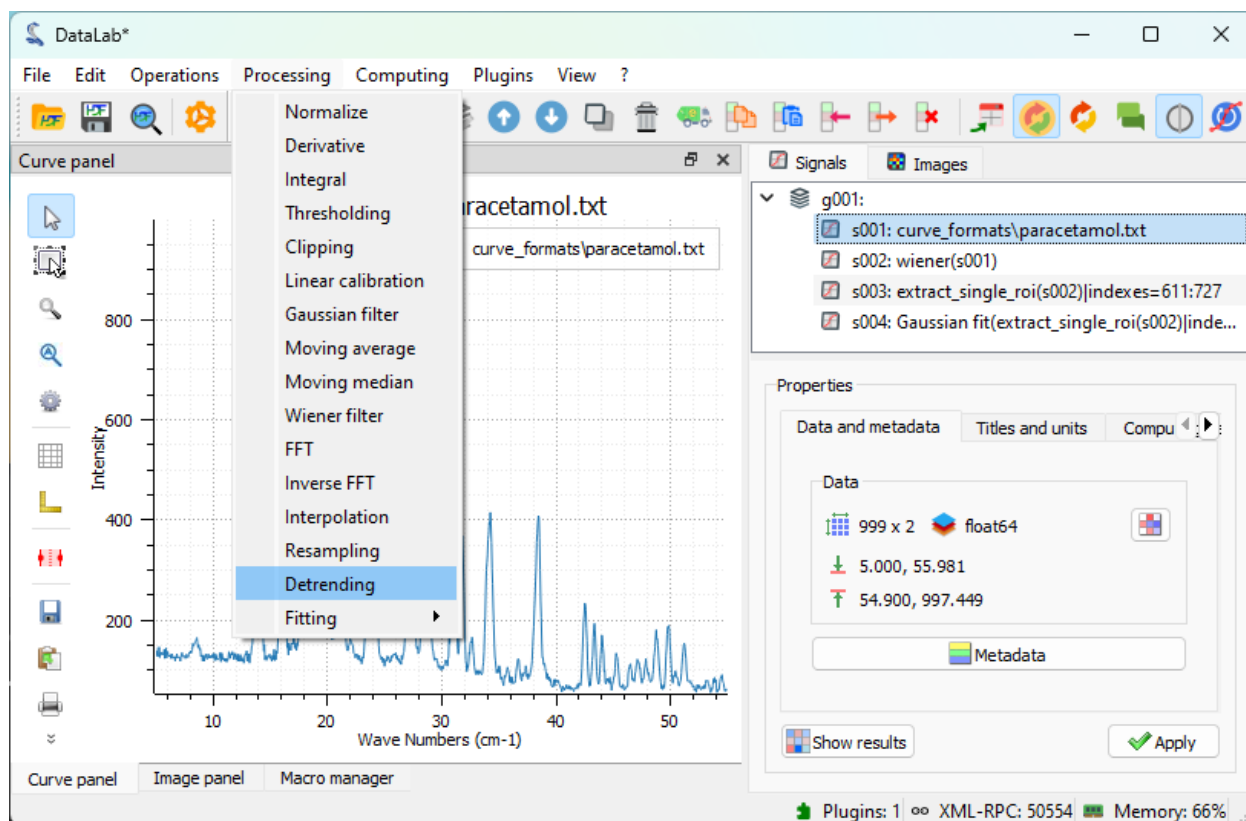 DataLab*
File Edit Operations Processing Computing Plugins View ?
Curve panel
Normalize
Derivative
Integral
Thresholding
Clipping
Linear calibration
Gaussian filter
Moving average
Moving median
Wiener filter
FFT
Inverse FFT
Interpolation
Resampling
Detrending
Fitting
racetamol.txt
curve_formats\paracetamol.txt
800
600
400
200
Intensity
10 20 30 40 50
Wave Numbers (cm-1)
Curve panel Image panel Macro manager
Signals Images
g001:
s001: curve_formats\paracetamol.txt
s002: wiener(s001)
s003: extract_single_roi(s002)|indexes=611:727
s004: Gaussian fit(extract_single_roi(s002)|inde...
Properties
Data and metadata Titles and units Compu
Data
999 x 2 float64
5.000, 55.981
54.900, 997.449
Metadata
Show results Apply
Plugins: 1 XML-RPC: 50554 Memory: 66%